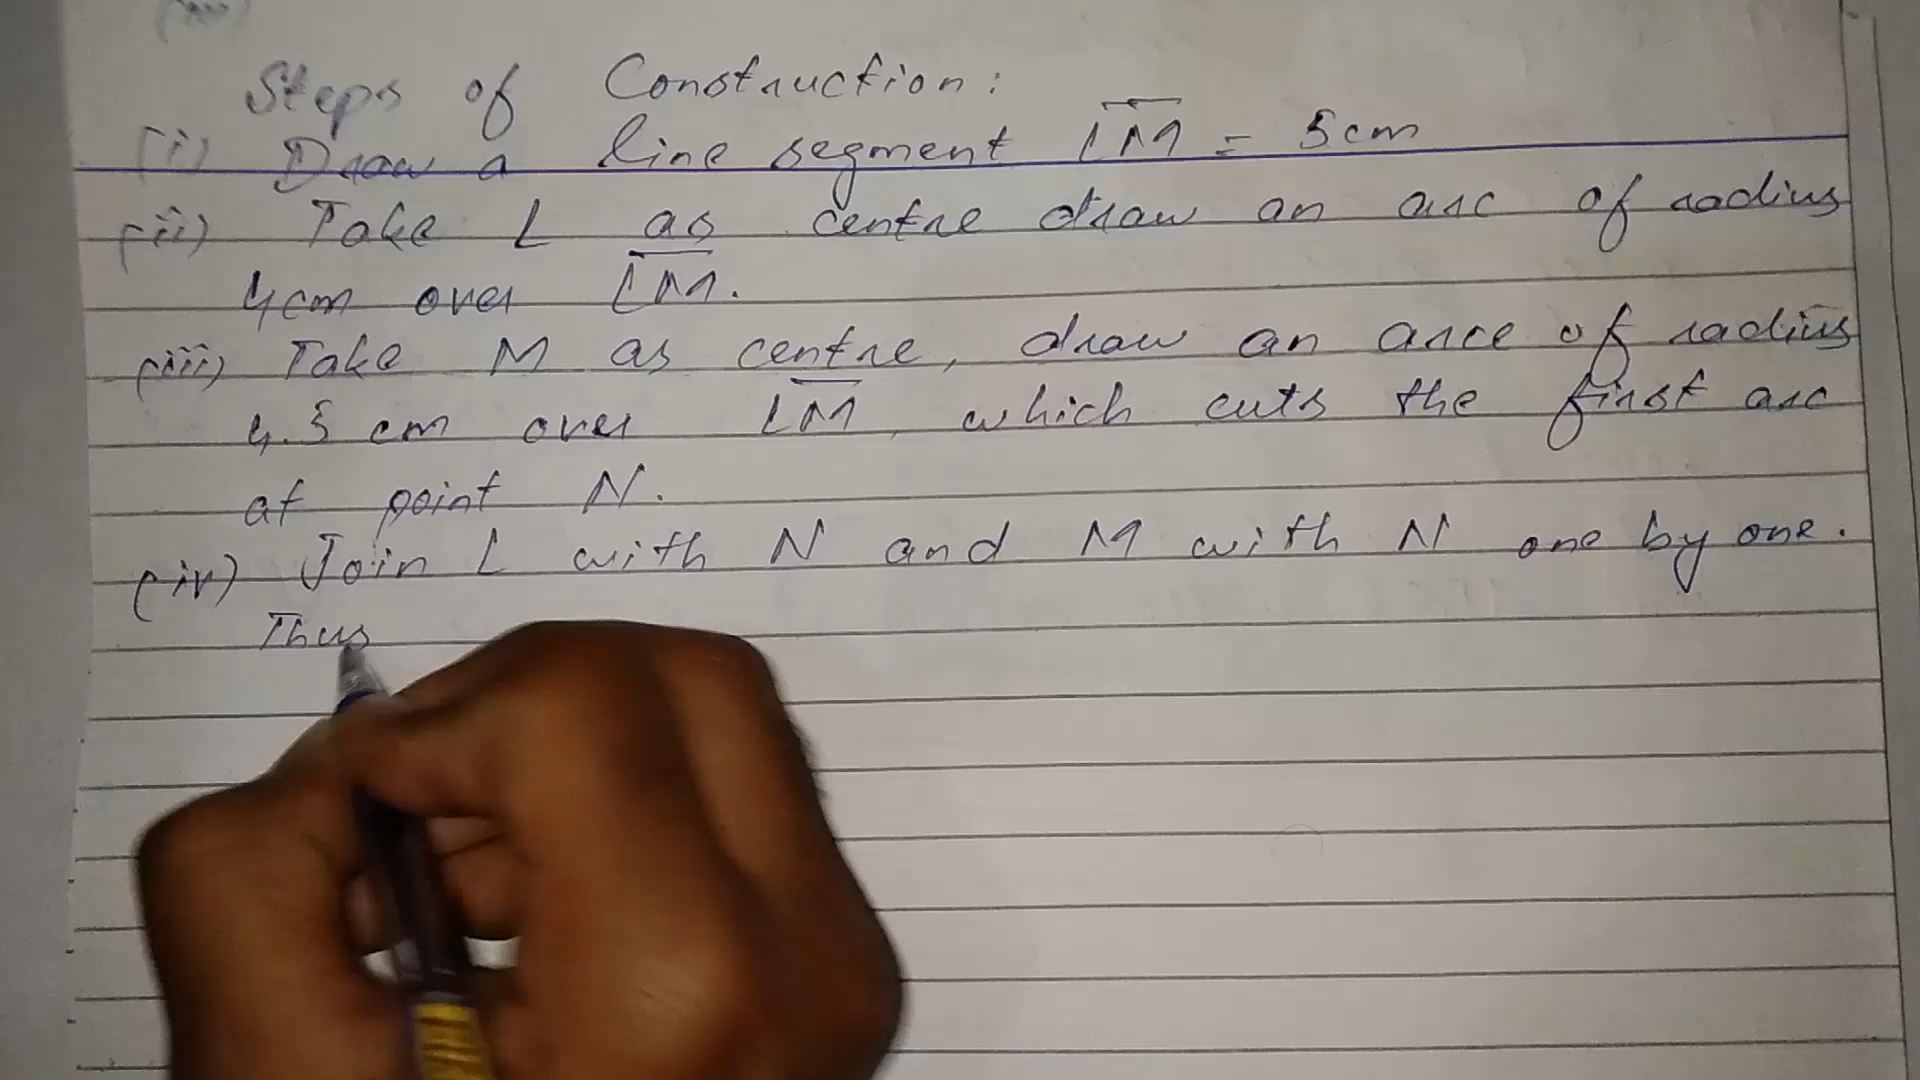 Steps of Construction:
(i) Draw a line segment LM = 5cm
(ii) Take L as centre draw an arc of radius
4cm over LM.
(iii) Take M as centre, draw an arce of radius
4.5 cm over LM, which cuts the first arc
at point N.
(iv) Join L with N and M with N one by one.
Thus